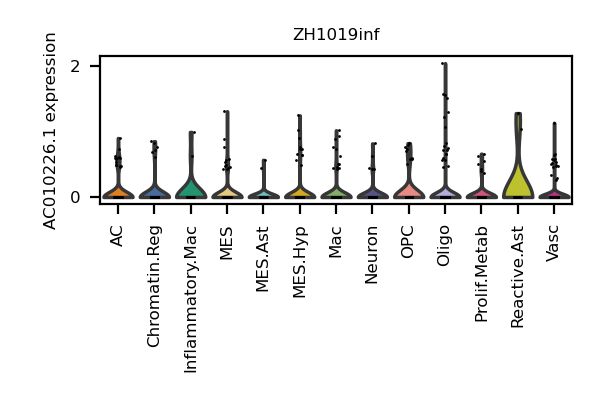 ZH1019inf
AC010226.1 expression
2
0
AC
Chromatin.Reg
Inflammatory.Mac
MES
MES.Ast
MES.Hyp
Mac
Neuron
OPC
Oligo
Prolif.Metab
Reactive.Ast
Vasc